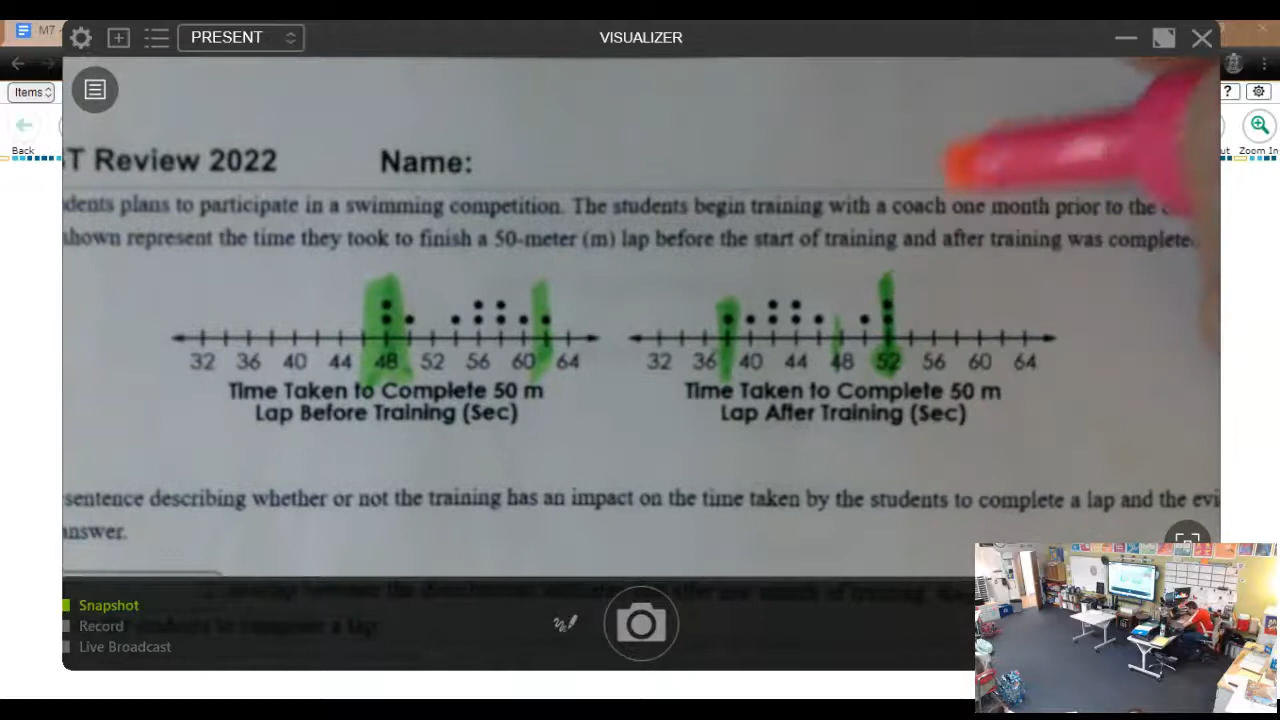 M7
PRESENT
VISUALIZER
Items
?
Back
Zoom In
T Review 2022 Name:
dents plans to participate in a swimming competition. The students begin training with a coach one month prior to the
shown represent the time they took to finish a 50-meter (m) lap before the start of training and after training was completed.
32 36 40 44 48 52 56 60 64
Time Taken to Complete 50 m
Lap Before Training (Sec)
32 36 40 44 48 52 56 60 64
Time Taken to Complete 50 m
Lap After Training (Sec)
sentence describing whether or not the training has an impact on the time taken by the students to complete a lap and the evi
answer.
Snapshot
Record
Live Broadcast